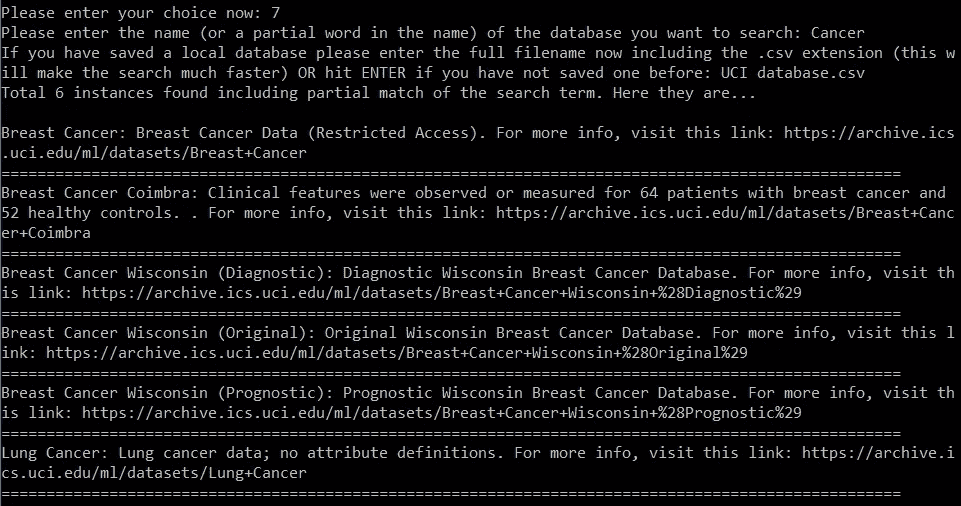 Please enter your choice now: 7
Please enter the name (or a partial word in the name) of the database you want to search: Cancer
If you have saved a local database please enter the full filename now including the .csv extension (this w
ill make the search much faster) OR hit ENTER if you have not saved one before: UCI database.csv
Total 6 instances found including partial match of the search term. Here they are...
Breast Cancer: Breast Cancer Data (Restricted Access). For more info, visit this link: https://archive.ics
.uci.edu/ml/datasets/Breast+Cancer
====================================================================================================
Breast Cancer Coimbra: Clinical features were observed or measured for 64 patients with breast cancer and
52 healthy controls. . For more info, visit this link: https://archive.ics.uci.edu/ml/datasets/Breast+Canc
er+Coimbra
====================================================================================================
Breast Cancer Wisconsin (Diagnostic): Diagnostic Wisconsin Breast Cancer Database. For more info, visit th
is link: https://archive.ics.uci.edu/ml/datasets/Breast+Cancer+Wisconsin+%28Diagnostic%29
====================================================================================================
Breast Cancer Wisconsin (Original): Original Wisconsin Breast Cancer Database. For more info, visit this l
ink: https://archive.ics.uci.edu/ml/datasets/Breast+Cancer+Wisconsin+%28Original%29
====================================================================================================
Breast Cancer Wisconsin (Prognostic): Prognostic Wisconsin Breast Cancer Database. For more info, visit th
is link: https://archive.ics.uci.edu/ml/datasets/Breast+Cancer+Wisconsin+%28Prognostic%29
====================================================================================================
Lung Cancer: Lung cancer data; no attribute definitions. For more info, visit this link: https://archive.i
cs.uci.edu/ml/datasets/Lung+Cancer
====================================================================================================